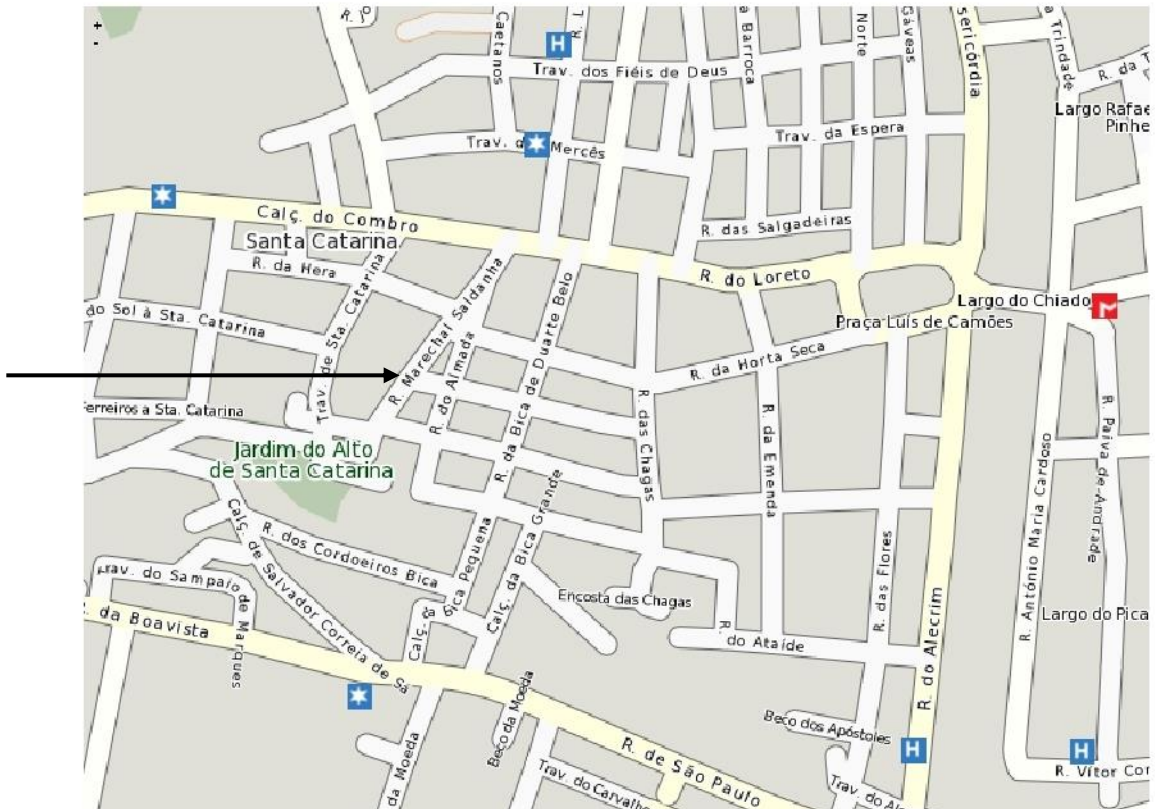 +
-
R. Jo
Caetanos
H
R. T
a Barroca
Norte
Gáveas
sericórdia
a Trindade
R. da T
Trav. dos Fiéis de Deus
Largo Rafae
Pinhe
Trav. d
Mercês
Trav. da Espera
Calç. do Combro
R. das Salgadeiras
Santa Catarina
R. da Hera
R. do Loreto
Trav. de Sta. Catarina
R. Marechal Saldanha
R. da Bica de Duarte Belo
Largo do Chiado
do Sol à Sta. Catarina
Praça Luís de Camões
R. do Almada
R. da Horta Seca
Ferreiros à Sta. Catarina
R. das Chagas
R. da Emenda
R. Paiva de Andrade
R. António Maria Cardoso
Jardim do Alto
de Santa Catarina
Calç. da Bica Grande
Calç. da Bica Pequena
Calç. de Salvador Correia de Sá
R. dos Cordoeiros Bica
R. das Flores
Trav. do Sampaio
de Marques
Encosta das Chagas
R. da Boavista
Largo do Pica
R. do Ataíde
R. do Alecrim
Beco da Moeda
Beco dos Apóstoles
H
H
R. de São Paulo
da Moeda
R. Vítor Cor
Trav. do Carvalho
Trav. do Al